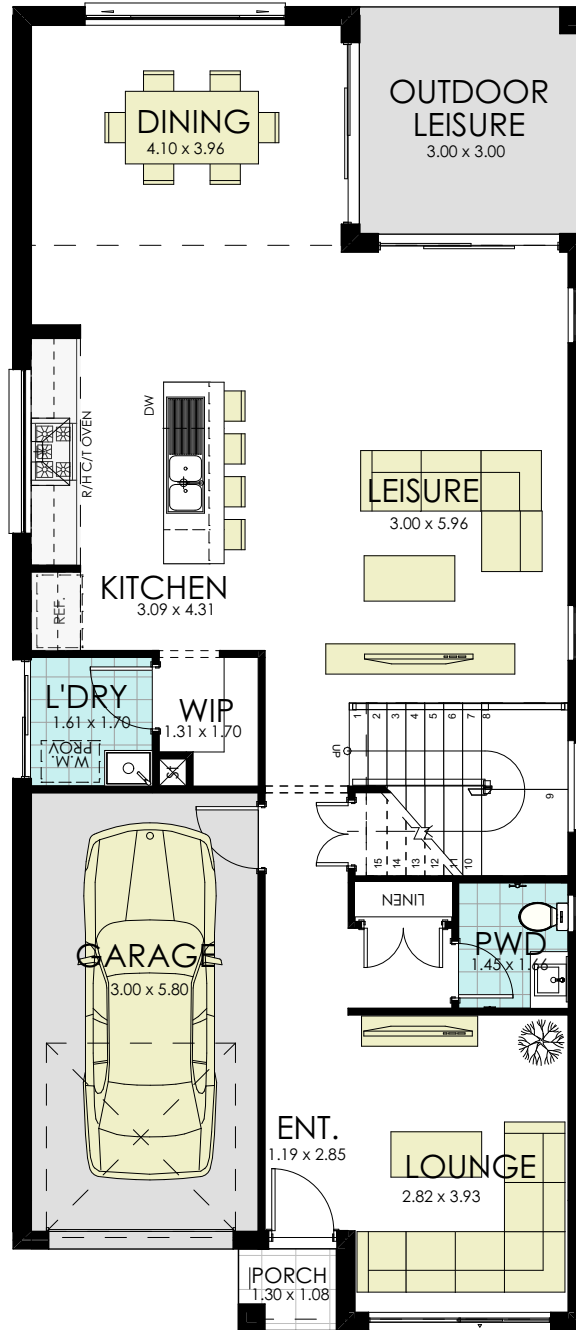 DINING
4.10 x 3.96
OUTDOOR
LEISURE
3.00 x 3.00
DW
R/H C/T OVEN
LEISURE
3.00 x 5.96
KITCHEN
3.09 x 4.31
REF.
L'DRY
1.61 x 1.70
W.M.
PROV
WIP
1.31 x 1.70
UP
1
2
3
4
5
6
7
8
9
15
14
13
12
11
10
LINEN
PWD
1.45 x 1.66
GARAGE
3.00 x 5.80
ENT.
1.19 x 2.85
LOUNGE
2.82 x 3.93
PORCH
1.30 x 1.08